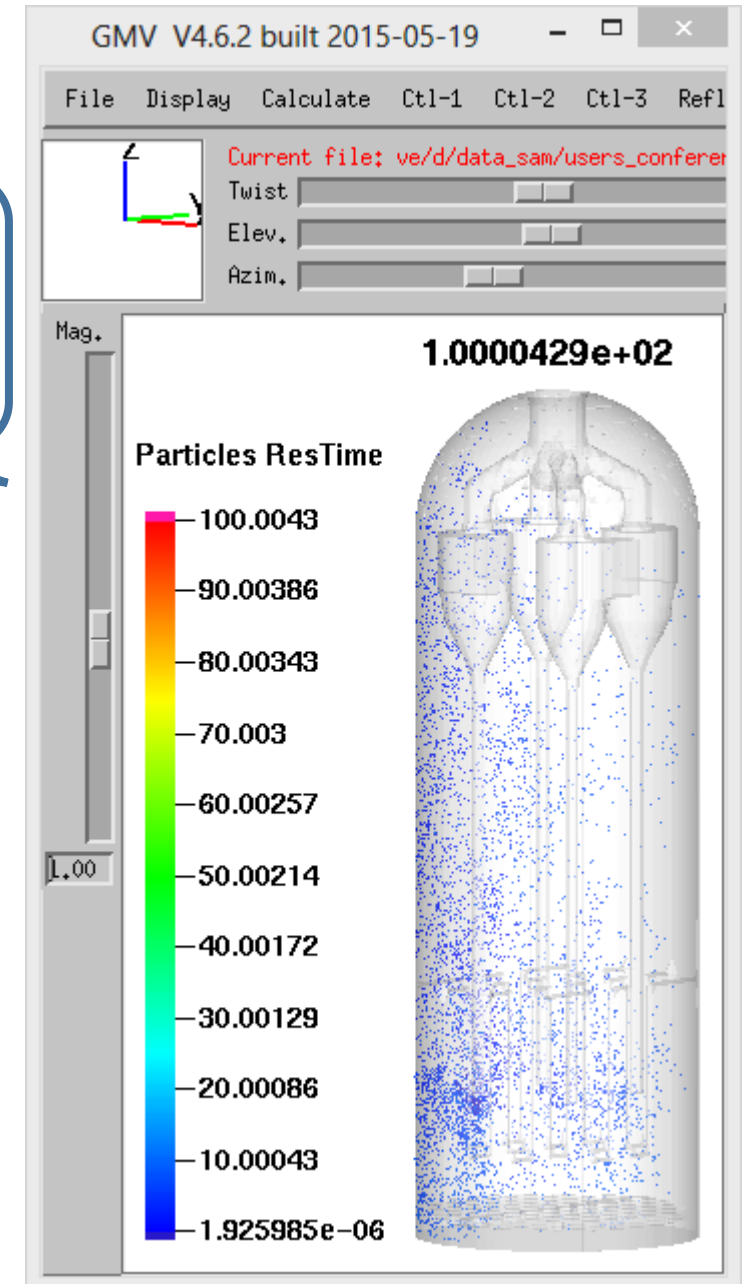 GMV V4.6.2 built 2015-05-19
File Display Calculate Ctl-1 Ctl-2 Ctl-3 Refl
Z
Current file: ve/d/data_sam/users_conferen
Twist
Elev.
Azim.
Mag.
1.0000429e+02
Particles ResTime
100.0043
90.00386
80.00343
70.003
60.00257
1.00
50.00214
40.00172
30.00129
20.00086
10.00043
1.925985e-06